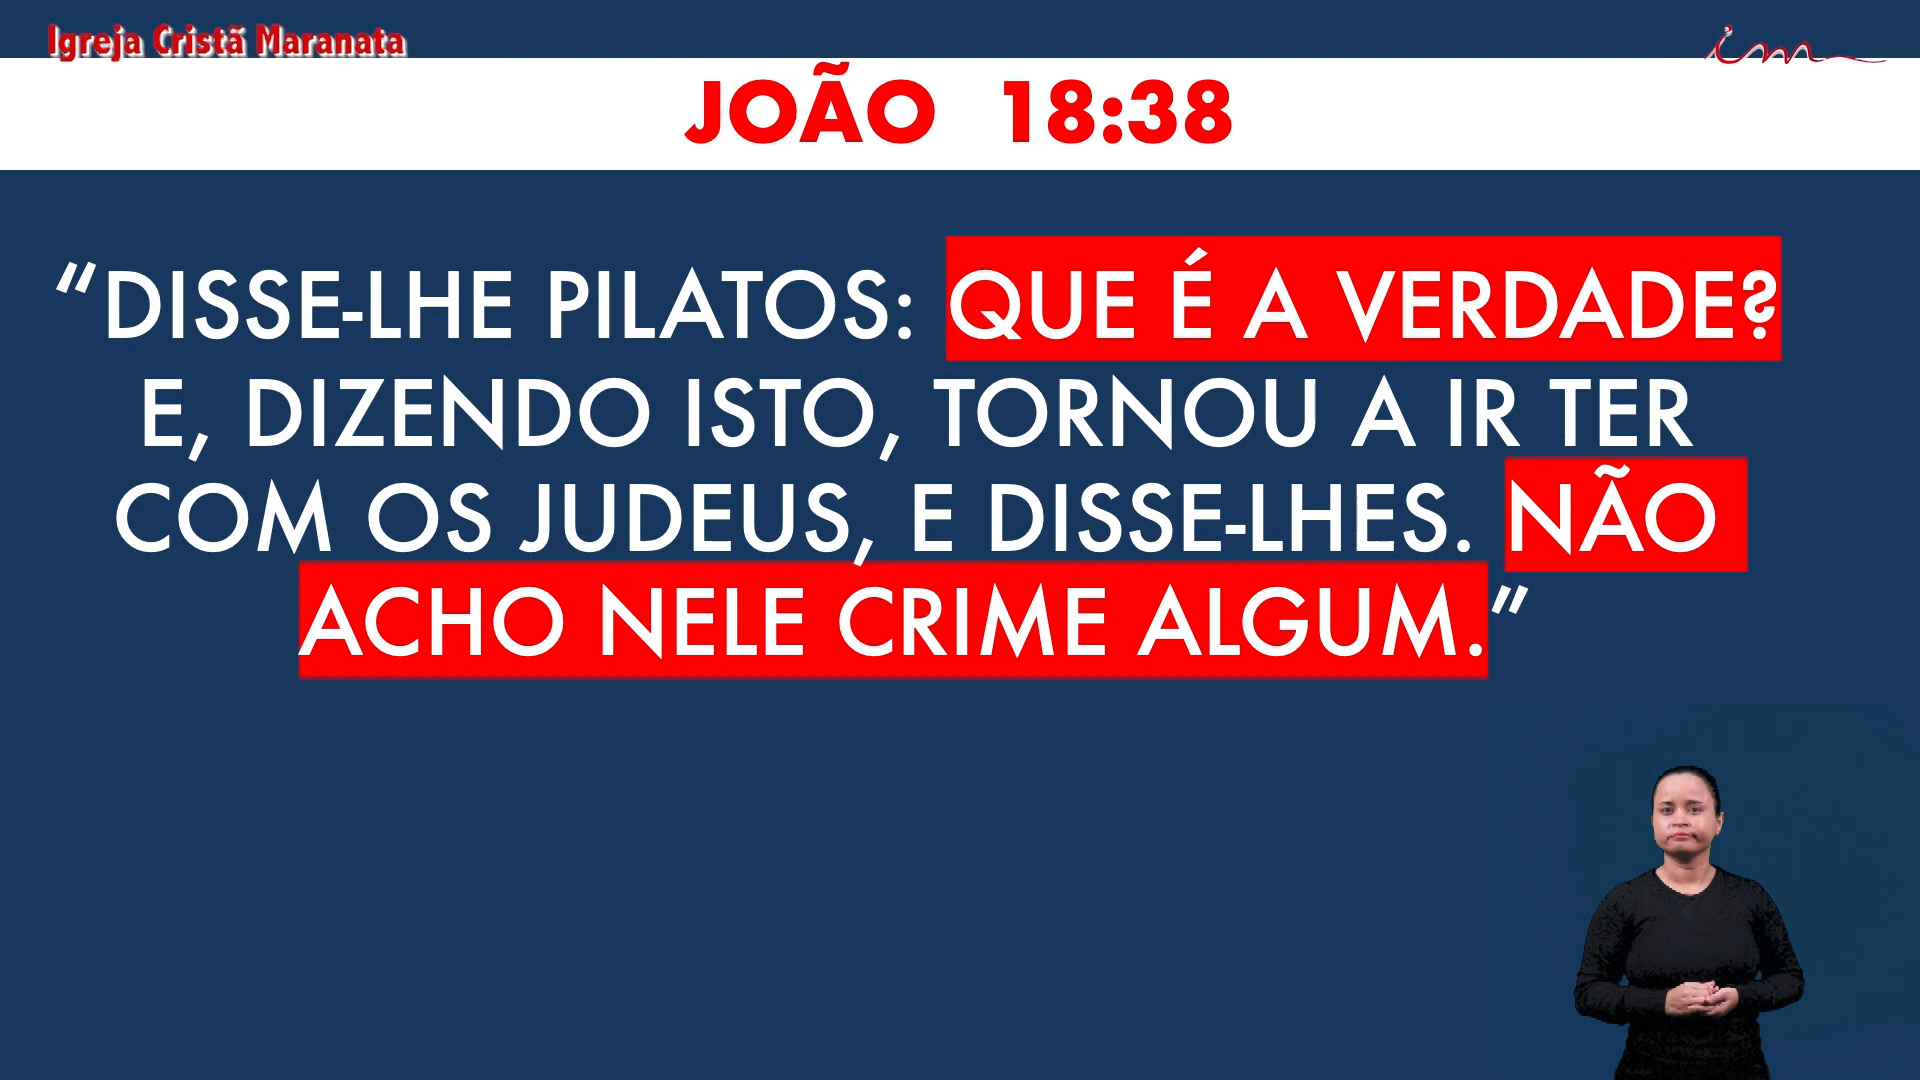 Igreja Cristã Maranata
im
JOÃO 18:38
“DISSE-LHE PILATOS: QUE É A VERDADE?
E, DIZENDO ISTO, TORNOU A IR TER
COM OS JUDEUS, E DISSE-LHES. NÃO
ACHO NELE CRIME ALGUM.”